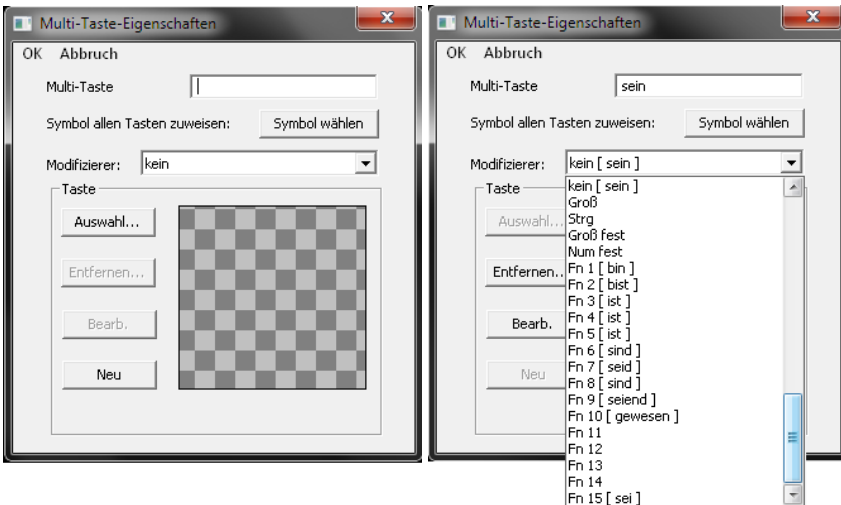 Multi-Taste-Eigenschaften
OK Abbruch
Multi-Taste
Symbol allen Tasten zuweisen: Symbol wählen
Modifizierer: kein
Taste
Auswahl...
Entfernen...
Bearb.
Neu
Multi-Taste-Eigenschaften
OK Abbruch
Multi-Taste sein
Symbol allen Tasten zuweisen: Symbol wählen
Modifizierer: kein [ sein ]
Taste
Auswahl...
Entfernen..
Bearb.
Neu
kein [ sein ]
Groß
Strg
Groß fest
Num fest
Fn 1 [ bin ]
Fn 2 [ bist ]
Fn 3 [ ist ]
Fn 4 [ ist ]
Fn 5 [ ist ]
Fn 6 [ sind ]
Fn 7 [ seid ]
Fn 8 [ sind ]
Fn 9 [ seiend ]
Fn 10 [ gewesen ]
Fn 11
Fn 12
Fn 13
Fn 14
Fn 15 [ sei ]